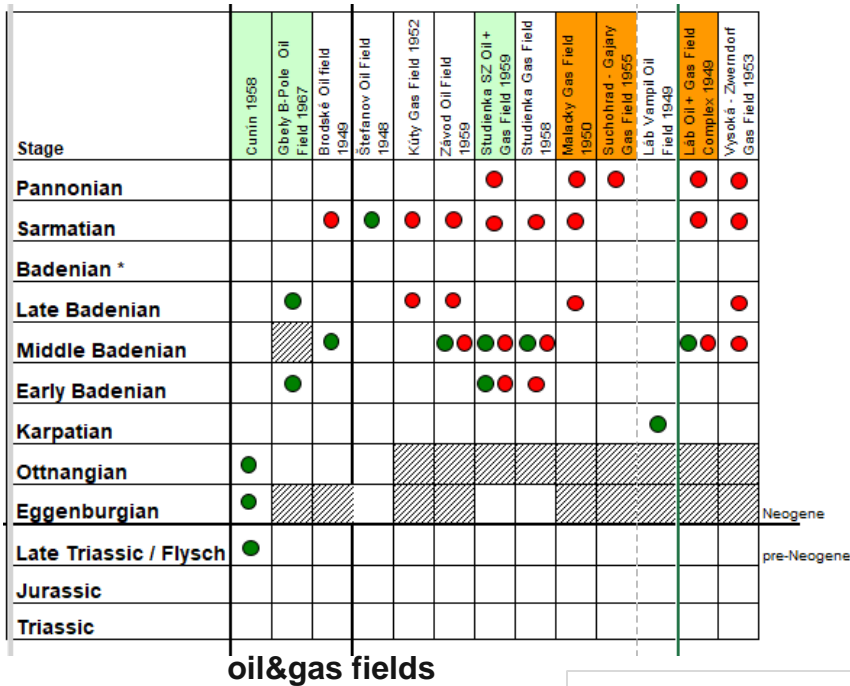 Stage
Cunin 1958
Gbely B-Pole Oil
Field 1967
Brodské Oil field
1949
Štefanov Oil Field
1948
Kúty Gas Field 1952
Závod Oil Field
1959
Studienka SZ Oil +
Gas Field 1959
Studienka Gas Field
1958
Malacky Gas Field
1950
Suchohrad - Gajary
Gas Field 1955
Láb Vampil Oil
Field 1949
Láb Oil + Gas Field
Complex 1949
Vysoká - Zwerndorf
Gas Field 1953
Pannonian
Sarmatian
Badenian *
Late Badenian
Middle Badenian
Early Badenian
Karpatian
Ottnangian
Eggenburgian
Neogene
Late Triassic / Flysch
pre-Neogene
Jurassic
Triassic
oil&gas fields